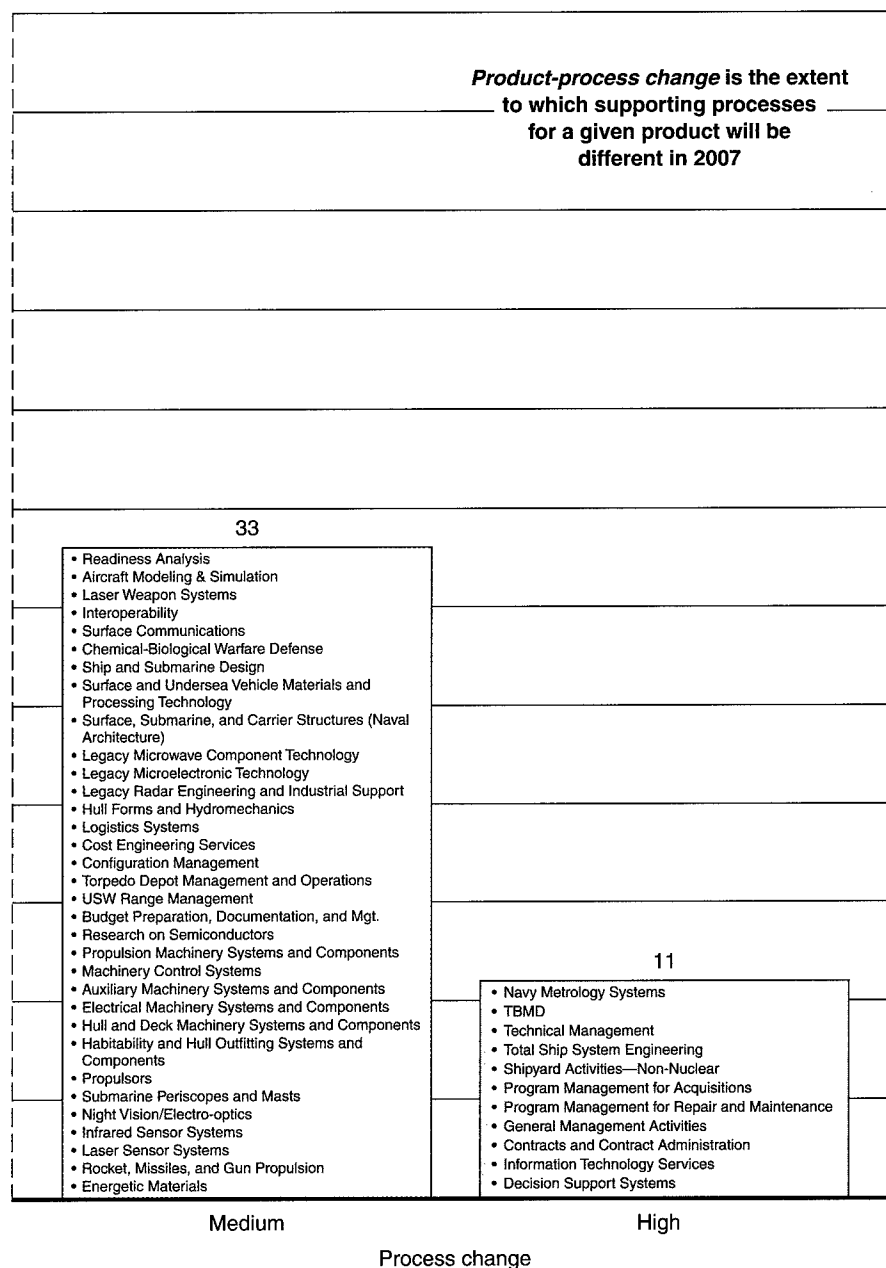 Product-process change is the extent
to which supporting processes
for a given product will be
different in 2007
33
• Readiness Analysis
• Aircraft Modeling & Simulation
• Laser Weapon Systems
• Interoperability
• Surface Communications
• Chemical-Biological Warfare Defense
• Ship and Submarine Design
• Surface and Undersea Vehicle Materials and
Processing Technology
• Surface, Submarine, and Carrier Structures (Naval
Architecture)
• Legacy Microwave Component Technology
• Legacy Microelectronic Technology
• Legacy Radar Engineering and Industrial Support
• Hull Forms and Hydromechanics
• Logistics Systems
• Cost Engineering Services
• Configuration Management
• Torpedo Depot Management and Operations
• USW Range Management
• Budget Preparation, Documentation, and Mgt.
• Research on Semiconductors
• Propulsion Machinery Systems and Components
• Machinery Control Systems
• Auxiliary Machinery Systems and Components
• Electrical Machinery Systems and Components
• Hull and Deck Machinery Systems and Components
• Habitability and Hull Outfitting Systems and
Components
• Propulsors
• Submarine Periscopes and Masts
• Night Vision/Electro-optics
• Infrared Sensor Systems
• Laser Sensor Systems
• Rocket, Missiles, and Gun Propulsion
• Energetic Materials
11
• Navy Metrology Systems
• TBMD
• Technical Management
• Total Ship System Engineering
• Shipyard Activities—Non-Nuclear
• Program Management for Acquisitions
• Program Management for Repair and Maintenance
• General Management Activities
• Contracts and Contract Administration
• Information Technology Services
• Decision Support Systems
Medium
High
Process change